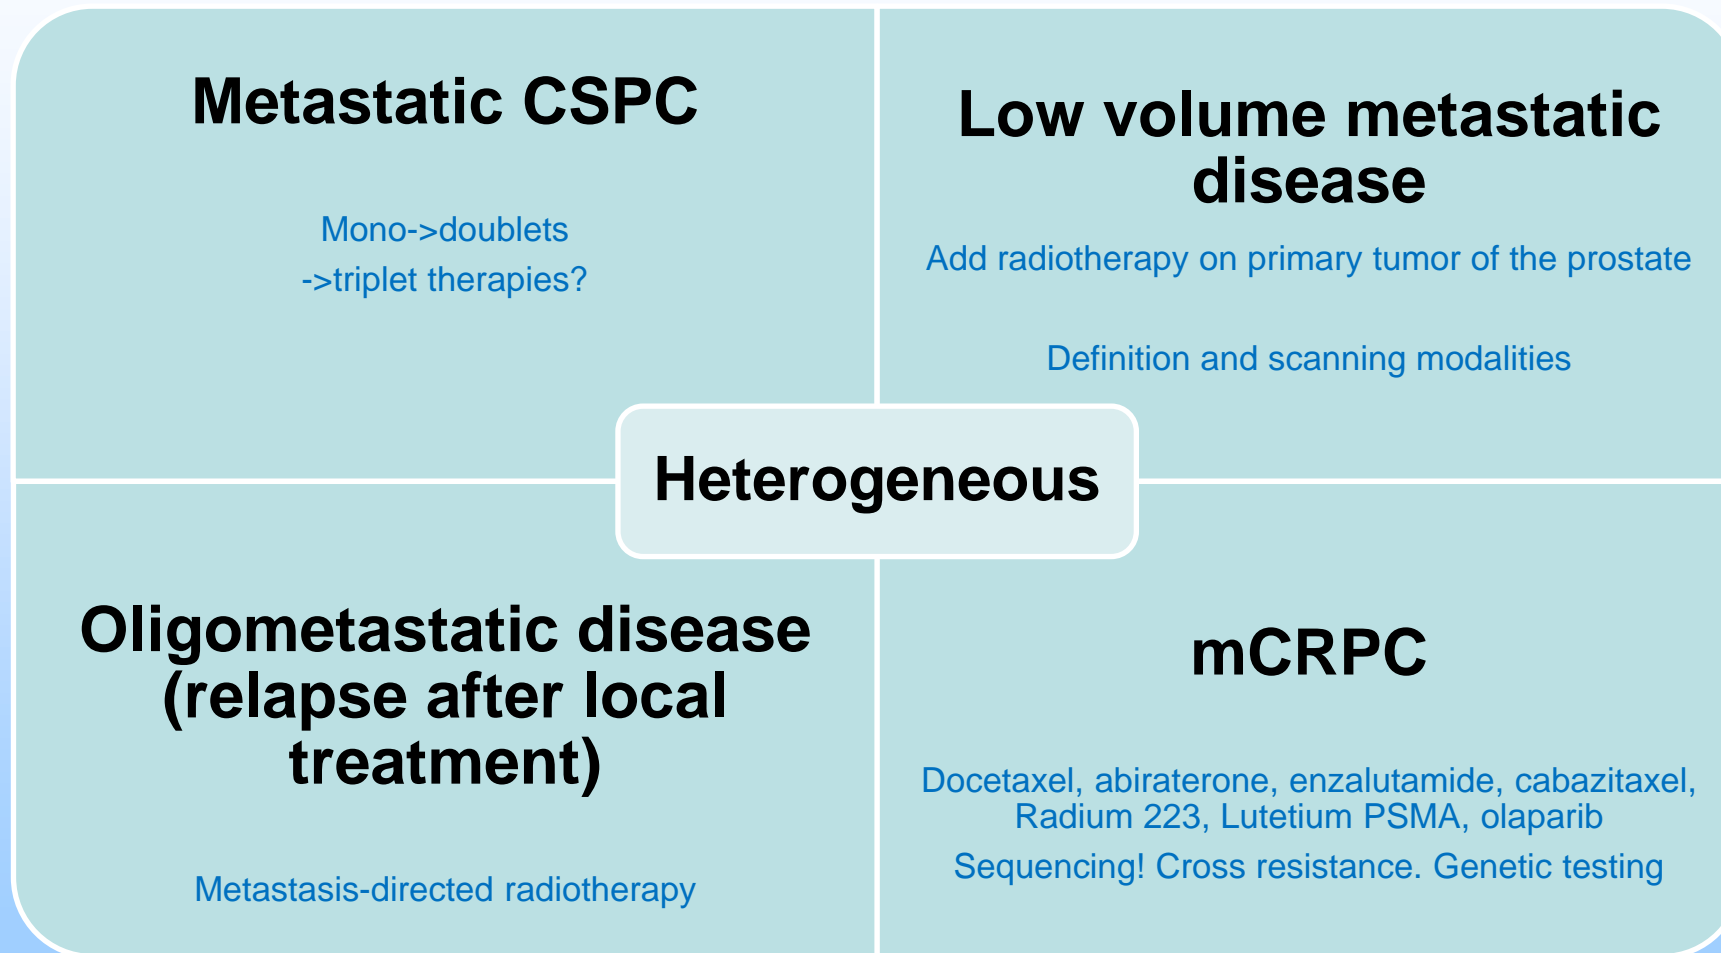 Metastatic CSPC
Mono->doublets
->triplet therapies?
Low volume metastatic
disease
Add radiotherapy on primary tumor of the prostate
Definition and scanning modalities
Heterogeneous
Oligometastatic disease
(relapse after local
treatment)
Metastasis-directed radiotherapy
mCRPC
Docetaxel, abiraterone, enzalutamide, cabazitaxel,
Radium 223, Lutetium PSMA, olaparib
Sequencing! Cross resistance. Genetic testing